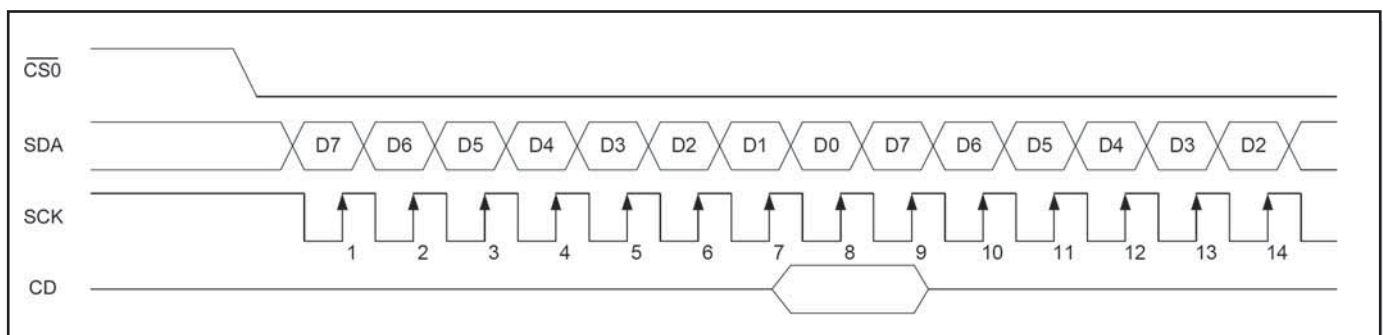 C̅S̅0̅
SDA D7 D6 D5 D4 D3 D2 D1 D0 D7 D6 D5 D4 D3 D2
SCK
1 2 3 4 5 6 7 8 9 10 11 12 13 14
CD